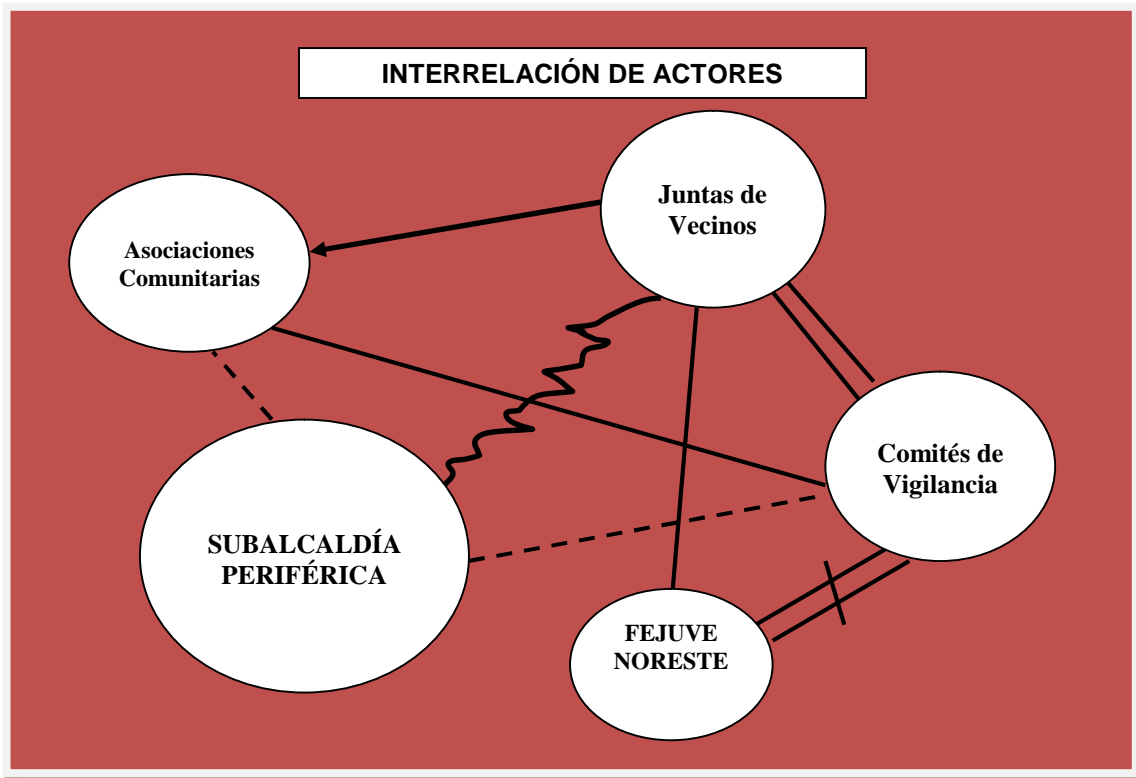 INTERRELACIÓN DE ACTORES
Juntas de
Vecinos
Asociaciones
Comunitarias
Comités de
Vigilancia
SUBALCALDÍA
PERIFÉRICA
FEJUVE
NORESTE